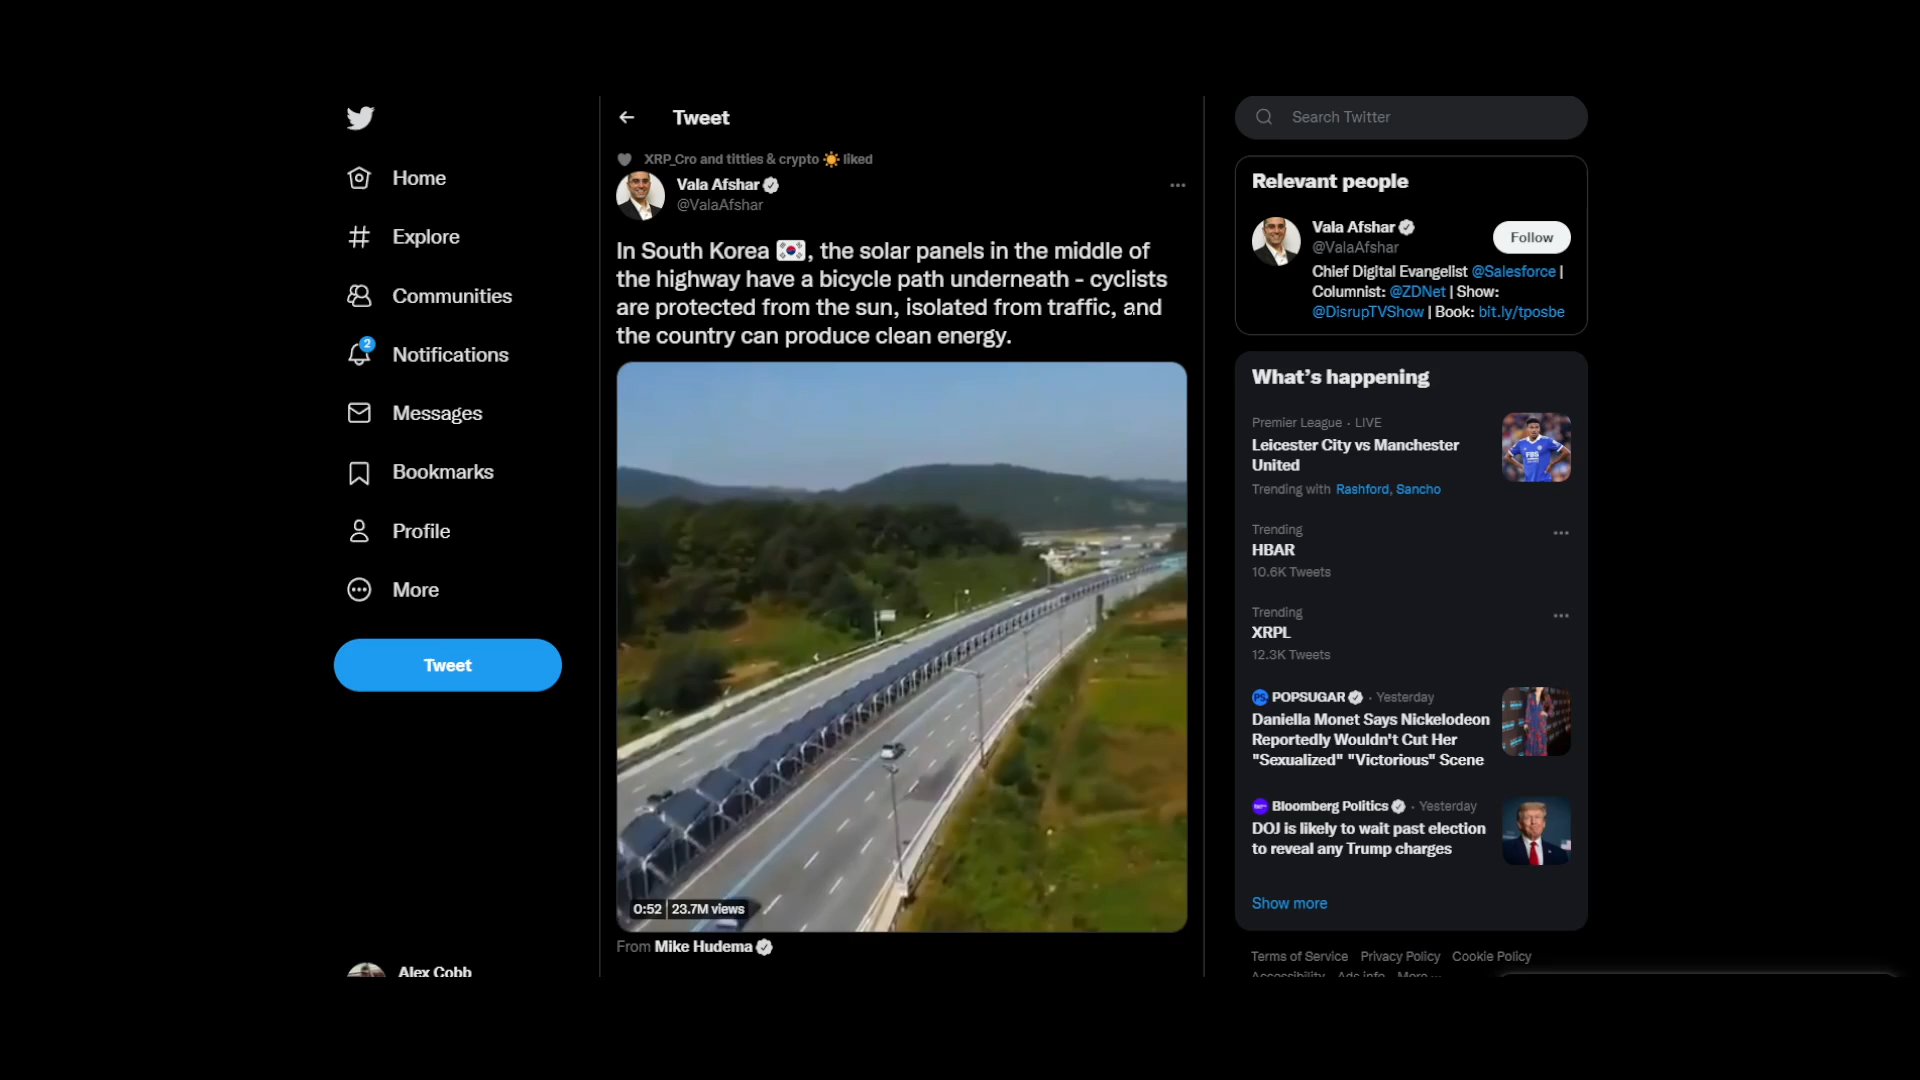 Home
Explore
Communities
2
Notifications
Messages
Bookmarks
Profile
More
Tweet
Alex Cobb
Tweet
XRP_Cro and titties & crypto ☀️ liked
Vala Afshar
@ValaAfshar
In South Korea 🇰🇷, the solar panels in the middle of
the highway have a bicycle path underneath - cyclists
are protected from the sun, isolated from traffic, and
the country can produce clean energy.
0:52 23.7M views
From Mike Hudema
Search Twitter
Relevant people
Vala Afshar
@ValaAfshar
Follow
Chief Digital Evangelist @Salesforce |
Columnist: @ZDNet | Show:
@DisrupTVShow | Book: bit.ly/tposbe
What's happening
Premier League · LIVE
Leicester City vs Manchester
United
Trending with Rashford, Sancho
Trending
HBAR
10.6K Tweets
Trending
XRPL
12.3K Tweets
POPSUGAR · Yesterday
Daniella Monet Says Nickelodeon
Reportedly Wouldn't Cut Her
"Sexualized" "Victorious" Scene
Bloomberg Politics · Yesterday
DOJ is likely to wait past election
to reveal any Trump charges
Show more
Terms of Service Privacy Policy Cookie Policy
Accessibility Ads info More ...